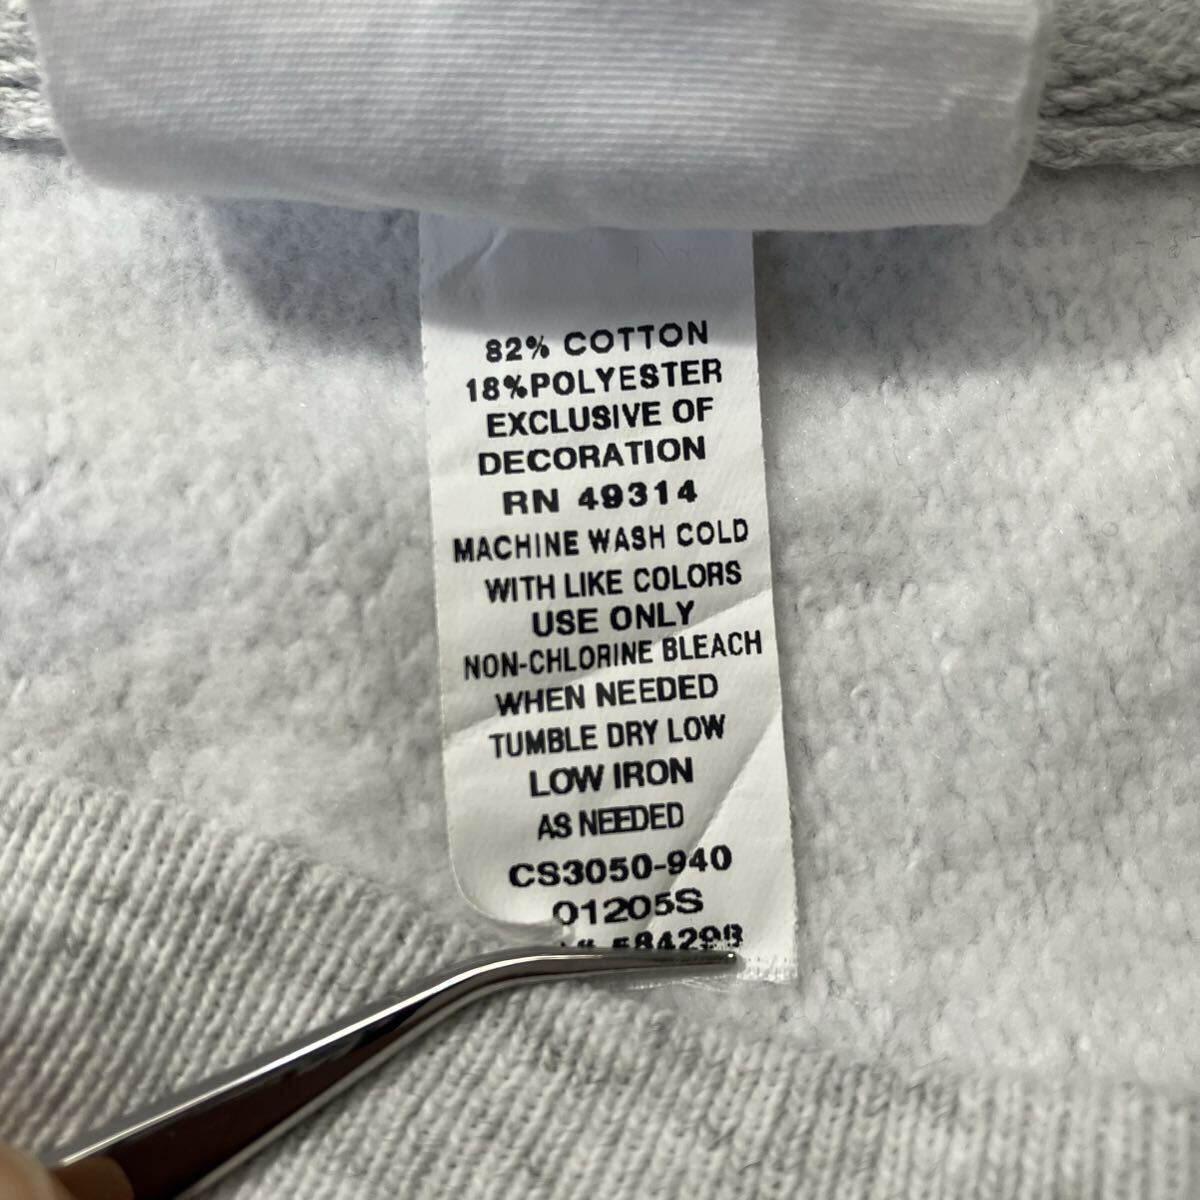 82% COTTON
18%POLYESTER
EXCLUSIVE OF
DECORATION
RN 49314
MACHINE WASH COLD
WITH LIKE COLORS
USE ONLY
NON-CHLORINE BLEACH
WHEN NEEDED
TUMBLE DRY LOW
LOW IRON
AS NEEDED
CS3050-940
01205S